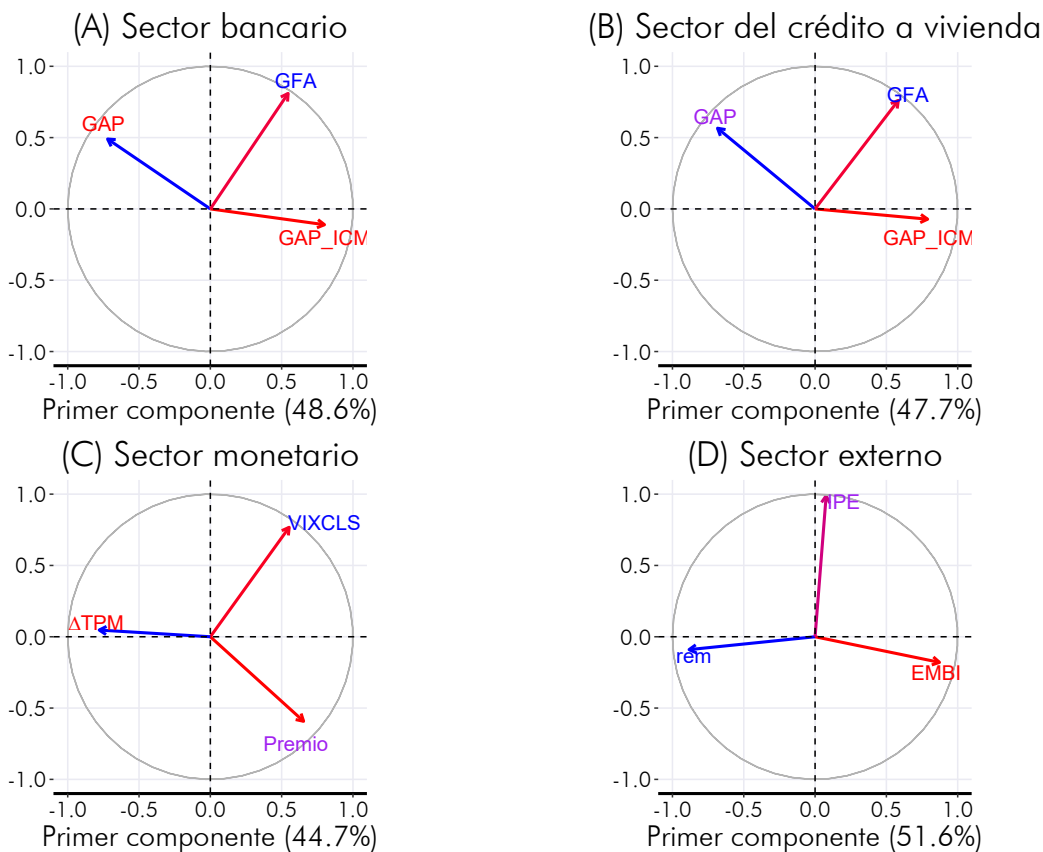 (A) Sector bancario
1.0
0.5
0.0
-0.5
-1.0
GFA
GAP
GAP_ICM
-1.0 -0.5 0.0 0.5 1.0
Primer componente (48.6%)
(B) Sector del crédito a vivienda
1.0
0.5
0.0
-0.5
-1.0
GFA
GAP
GAP_ICM
-1.0 -0.5 0.0 0.5 1.0
Primer componente (47.7%)
(C) Sector monetario
1.0
0.5
0.0
-0.5
-1.0
VIXCLS
ΔTPM
Premio
-1.0 -0.5 0.0 0.5 1.0
Primer componente (44.7%)
(D) Sector externo
1.0
0.5
0.0
-0.5
-1.0
IPE
rem
EMBI
-1.0 -0.5 0.0 0.5 1.0
Primer componente (51.6%)